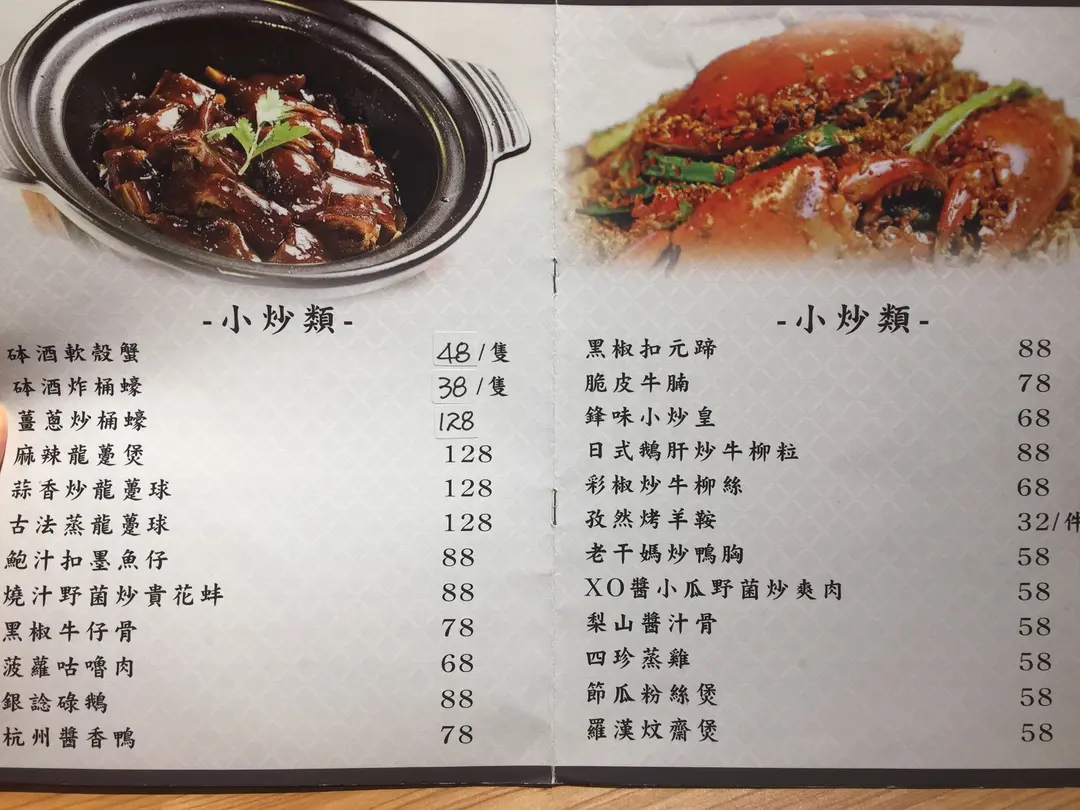 -小炒類-
砵酒軟殼蟹 48/隻
砵酒炸桶蠔 38/隻
薑蔥炒桶蠔 128
麻辣龍躉煲 128
蒜香炒龍躉球 128
古法蒸龍躉球 128
鮑汁扣墨魚仔 88
燒汁野菌炒貴花蚌 88
黑椒牛仔骨 78
菠蘿咕嚕肉 68
銀諗碌鵝 88
杭州醬香鴨 78
-小炒類-
黑椒扣元蹄 88
脆皮牛腩 78
鋒味小炒皇 68
日式鵝肝炒牛柳粒 88
彩椒炒牛柳絲 68
孜然烤羊鞍 32/件
老干媽炒鴨胸 58
XO醬小瓜野菌炒爽肉 58
梨山醬汁骨 58
四珍蒸雞 58
節瓜粉絲煲 58
羅漢炆齋煲 58